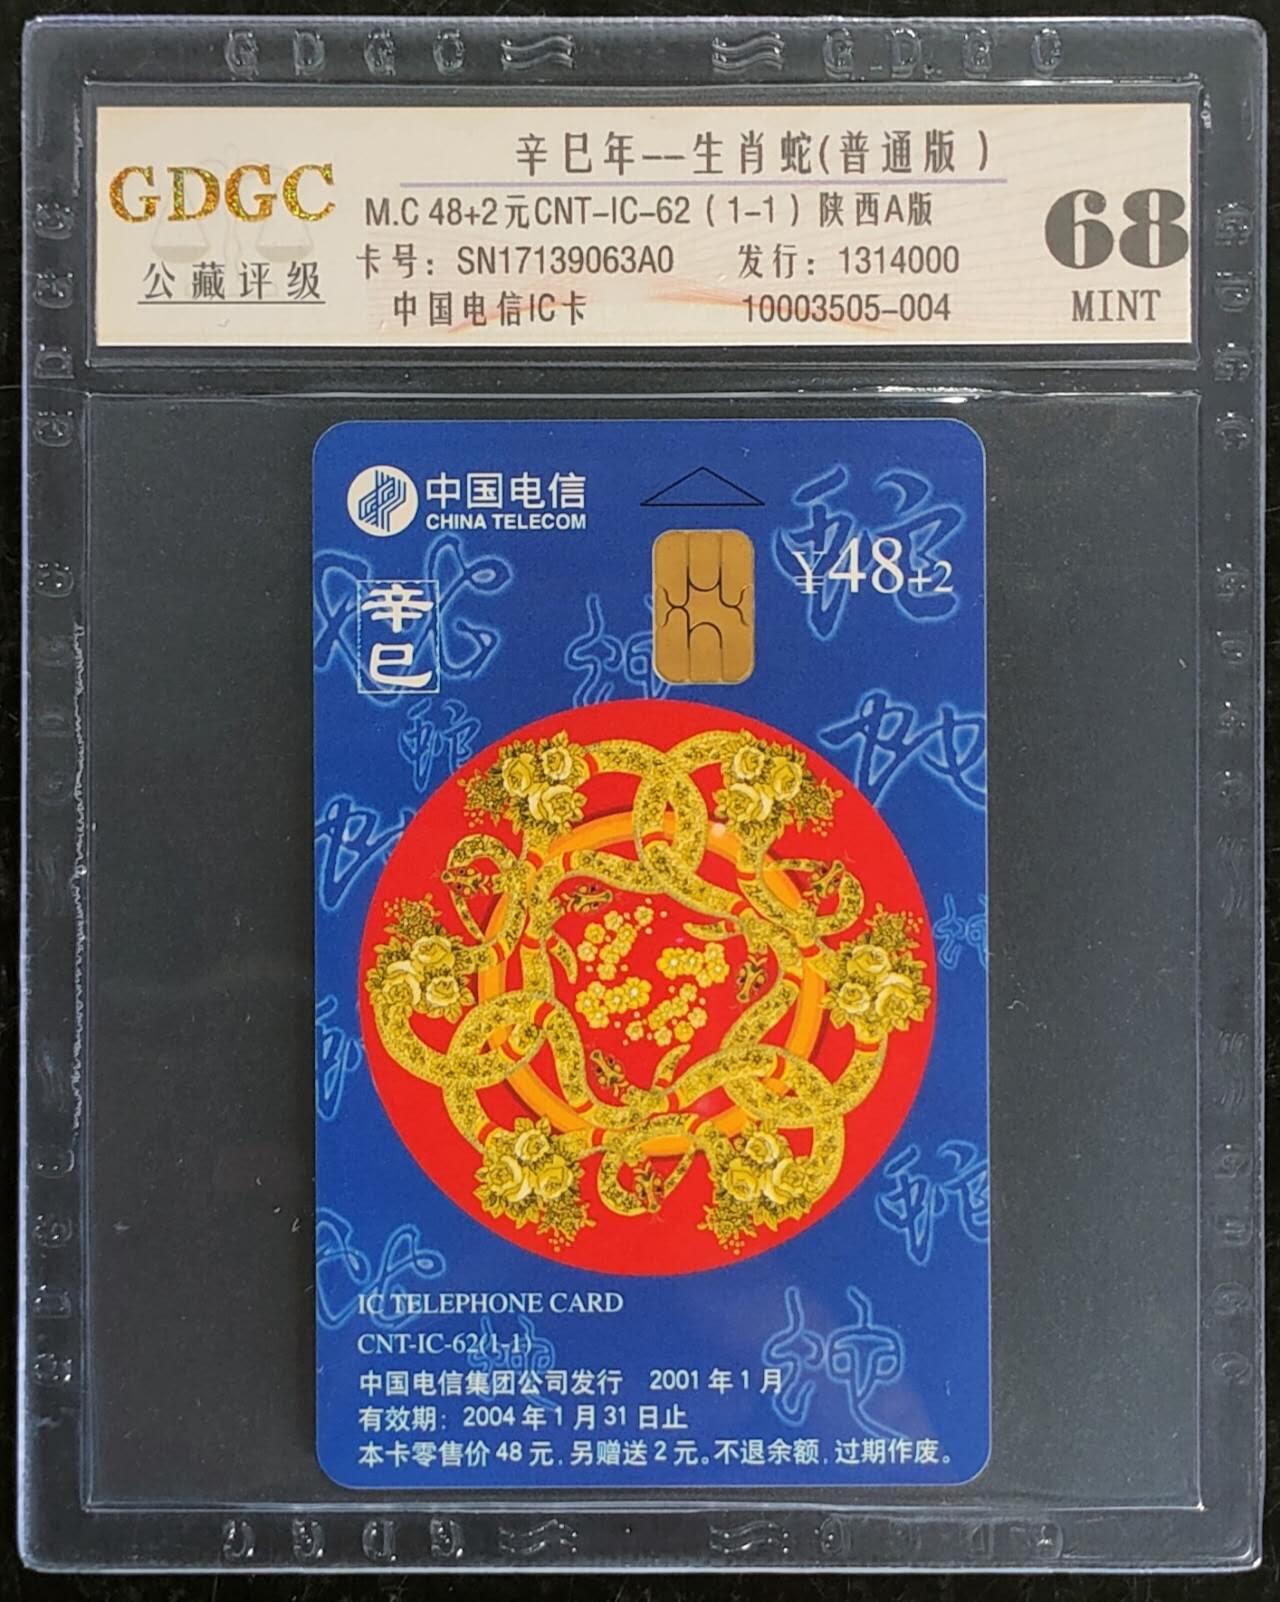 GDGC
GDGC
辛巳年--生肖蛇(普通版)
GDGC
公藏评级
M.C 48+2元CNT-IC-62 (1-1) 陕西A版
卡号: SN17139063A0 发行: 1314000
中国电信IC卡 10003505-004
68
MINT
中国电信
CHINA TELECOM
¥48+2
辛巳
IC TELEPHONE CARD
CNT-IC-62(1-1)
中国电信集团公司发行 2001年1月
有效期: 2004年1月31日止
本卡零售价48元,另赠送2元。不退余额,过期作废。